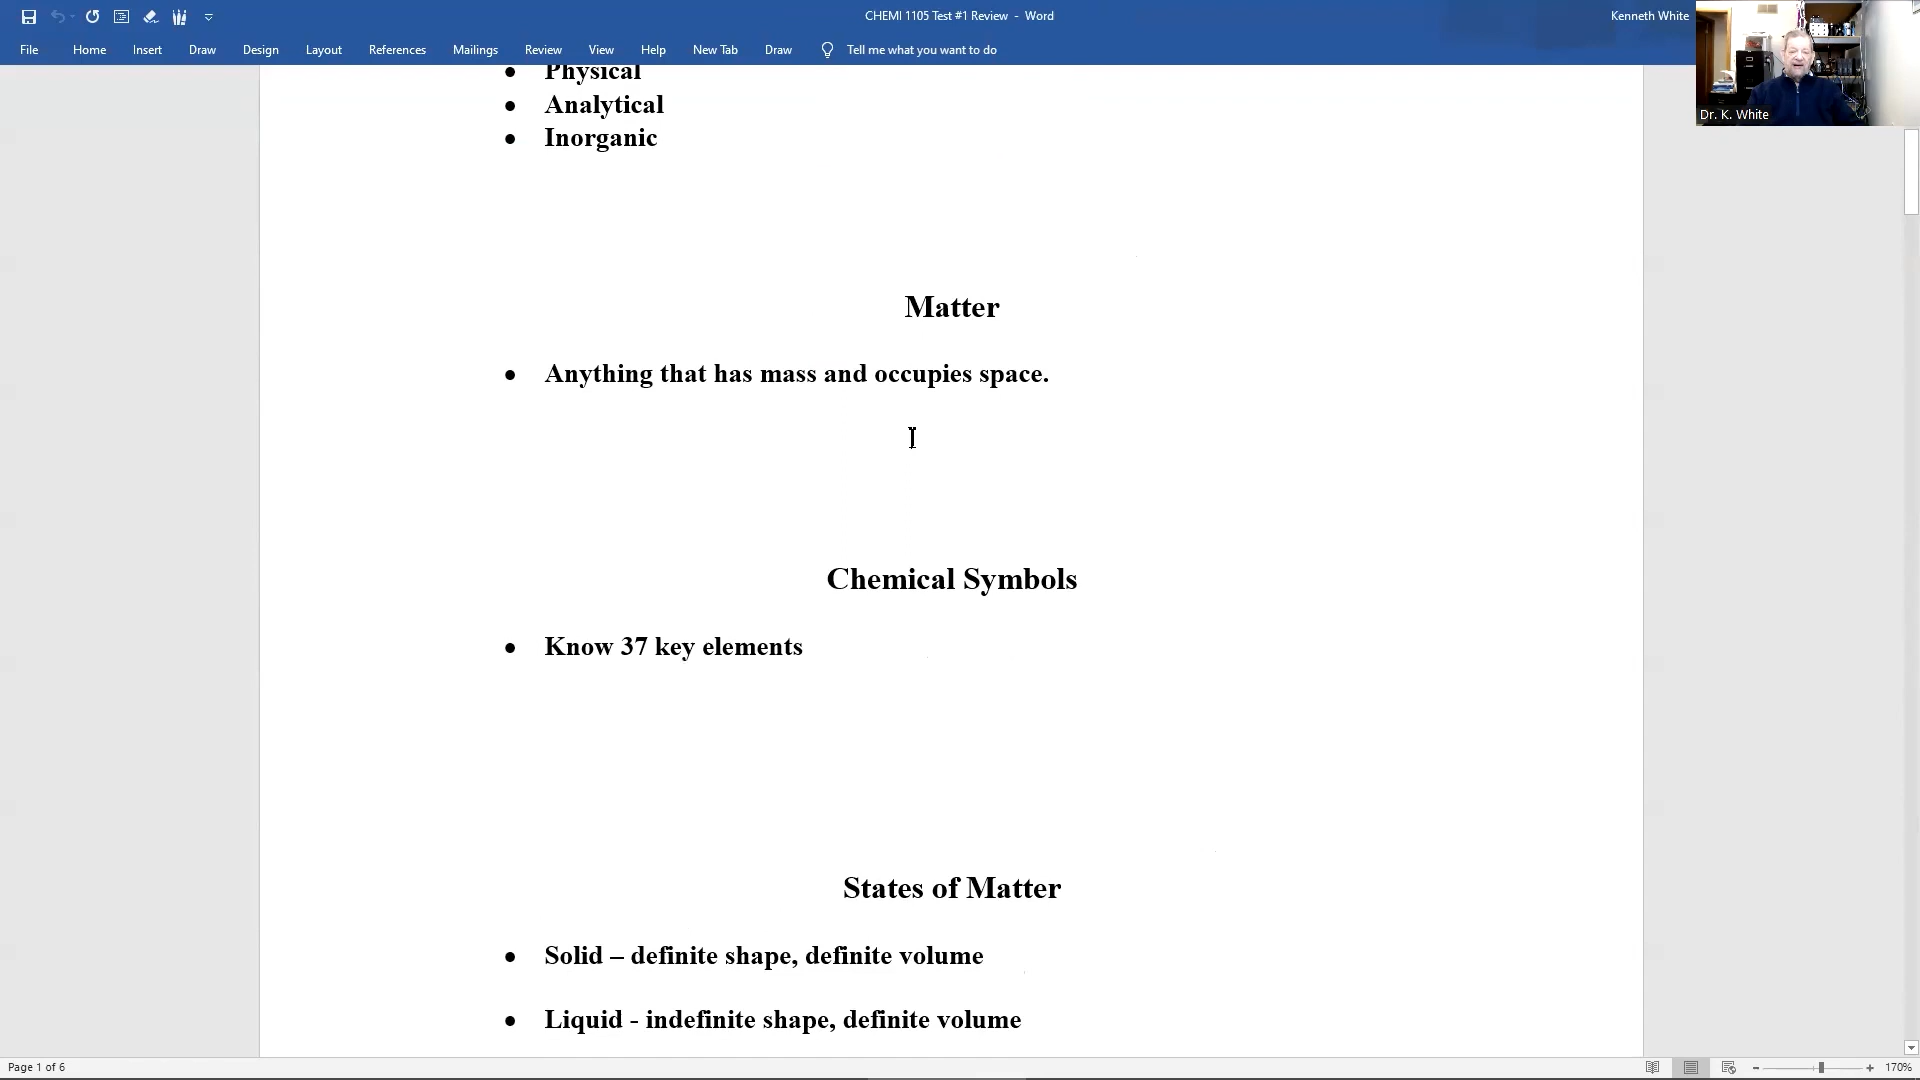 CHEMI 1105 Test #1 Review - Word
Kenneth White
File Home Insert Draw Design Layout References Mailings Review View Help New Tab Draw Tell me what you want to do
Dr. K. White
• Physical
• Analytical
• Inorganic
Matter
• Anything that has mass and occupies space.
Chemical Symbols
• Know 37 key elements
States of Matter
• Solid – definite shape, definite volume
• Liquid - indefinite shape, definite volume
Page 1 of 6
170%